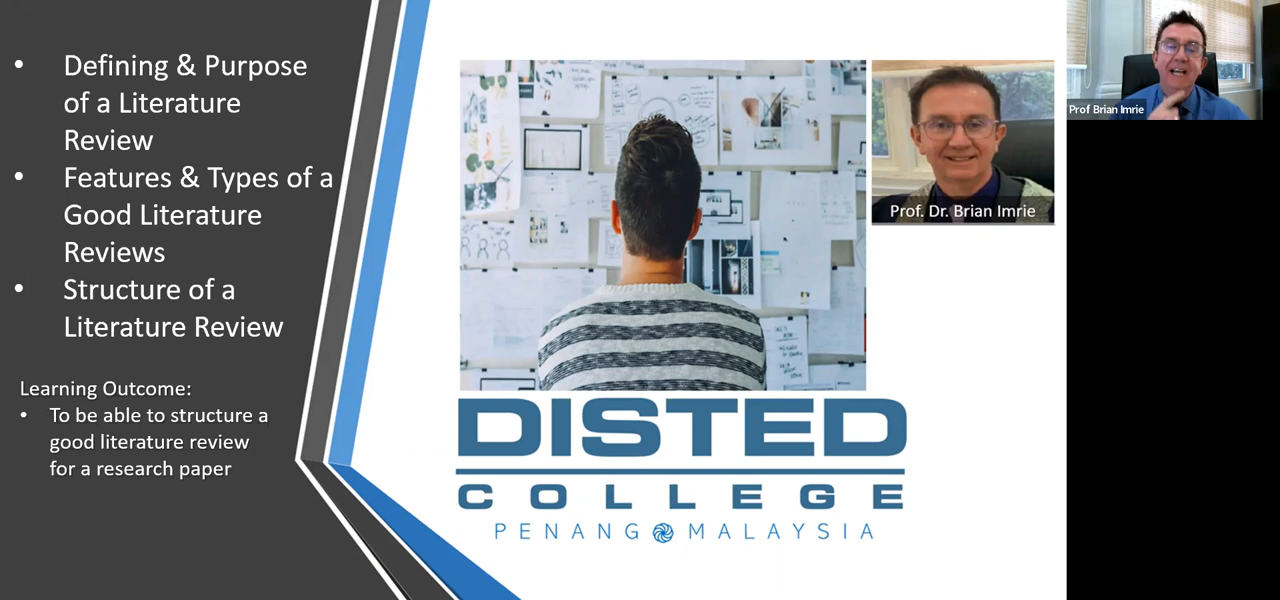 • Defining & Purpose
of a Literature
Review
• Features & Types of a
Good Literature
Reviews
• Structure of a
Literature Review
Learning Outcome:
• To be able to structure a
good literature review
for a research paper
Prof. Dr. Brian Imrie
DISTED
COLLEGE
PENANG MALAYSIA
Prof Brian Imrie